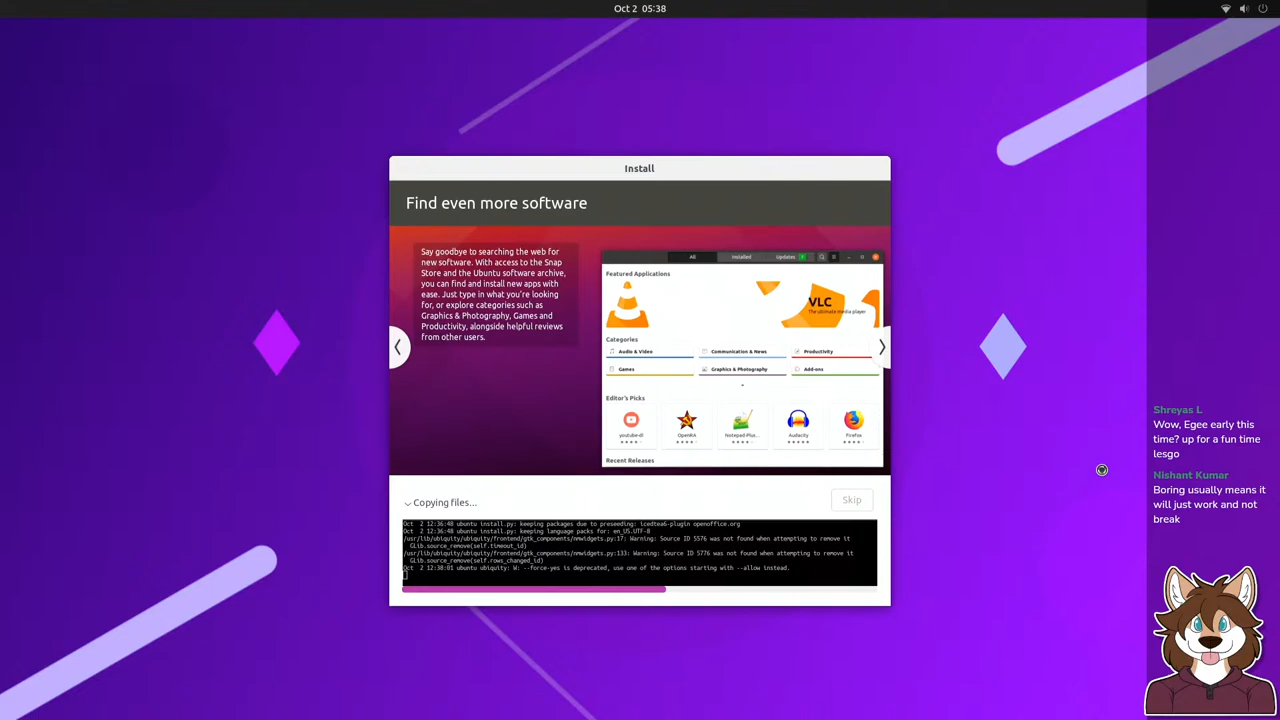 Oct 2 05:38
Install
Find even more software
Say goodbye to searching the web for
new software. With access to the Snap
Store and the Ubuntu software archive,
you can find and install new apps with
ease. Just type in what you're looking
for, or explore categories such as
Graphics & Photography, Games and
Productivity, alongside helpful reviews
from other users.
All Installed Updates
Featured Applications
VLC
The ultimate media player
Categories
Audio & Video Communication & News Productivity
Games Graphics & Photography Add-ons
Editor's Picks
youtube-dl OpenRA Notepad Plus... Audacity Firefox
Recent Releases
Copying files...
Skip
Oct 2 12:36:48 ubuntu install.py: keeping packages due to preseeding: icedtea6-plugin openoffice.org
Oct 2 12:36:48 ubuntu install.py: keeping language packs for: en_US.UTF-8
/usr/lib/ubiquity/ubiquity/frontend/gtk_components/nmwidgets.py:17: Warning: Source ID 5576 was not found when attempting to remove it
GLib.source_remove(self.timeout_id)
/usr/lib/ubiquity/ubiquity/frontend/gtk_components/nmwidgets.py:133: Warning: Source ID 5776 was not found when attempting to remove it
GLib.source_remove(self.rows_changed_id)
Oct 2 12:38:01 ubuntu ubiquity: W: --force-yes is deprecated, use one of the options starting with --allow instead.
Shreyas L
Wow, Egee early this
time? up for a fun time
lesgo
Nishant Kumar
Boring usually means it
will just work and not
break